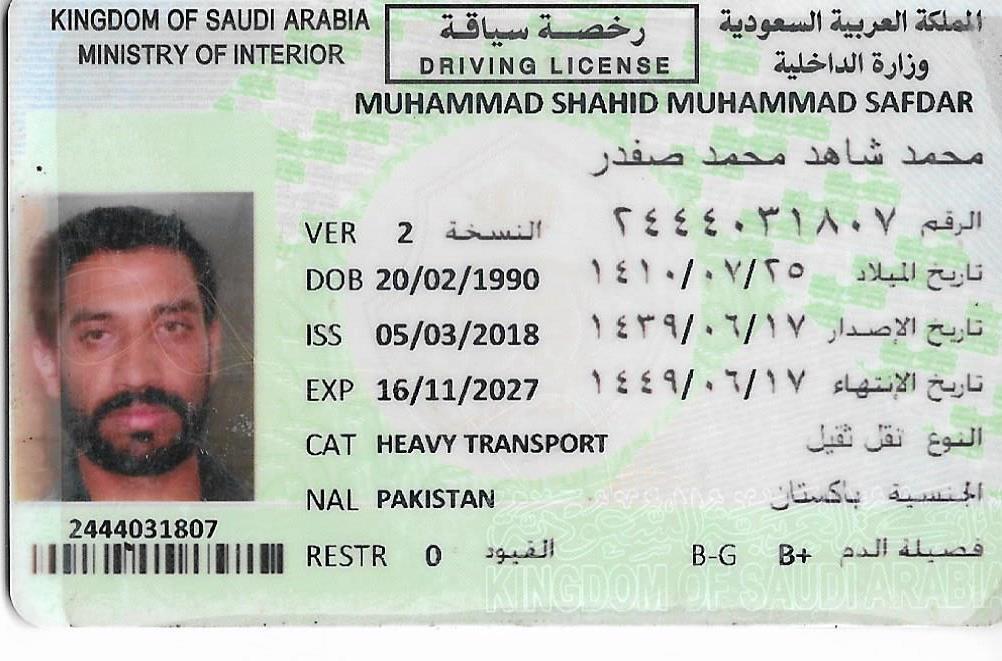 KINGDOM OF SAUDI ARABIA
MINISTRY OF INTERIOR
رخصة سياقة
DRIVING LICENSE
المملكة العربية السعودية
وزارة الداخلية
MUHAMMAD SHAHID MUHAMMAD SAFDAR
محمد شاهد محمد صفدر
VER 2 النسخة ٢٤٤٤٠٣١٨٠٧ الرقم
DOB 20/02/1990 ١٤١٠/٠٧/٢٥ تاريخ الميلاد
ISS 05/03/2018 ١٤٣٩/٠٦/١٧ تاريخ الإصدار
EXP 16/11/2027 ١٤٤٩/٠٦/١٧ تاريخ الإنتهاء
CAT HEAVY TRANSPORT النوع نقل ثقيل
NAL PAKISTAN الجنسية باكستان
2444031807
RESTR 0 القيود B-G B+ فصيلة الدم
KINGDOM OF SAUDI ARABIA